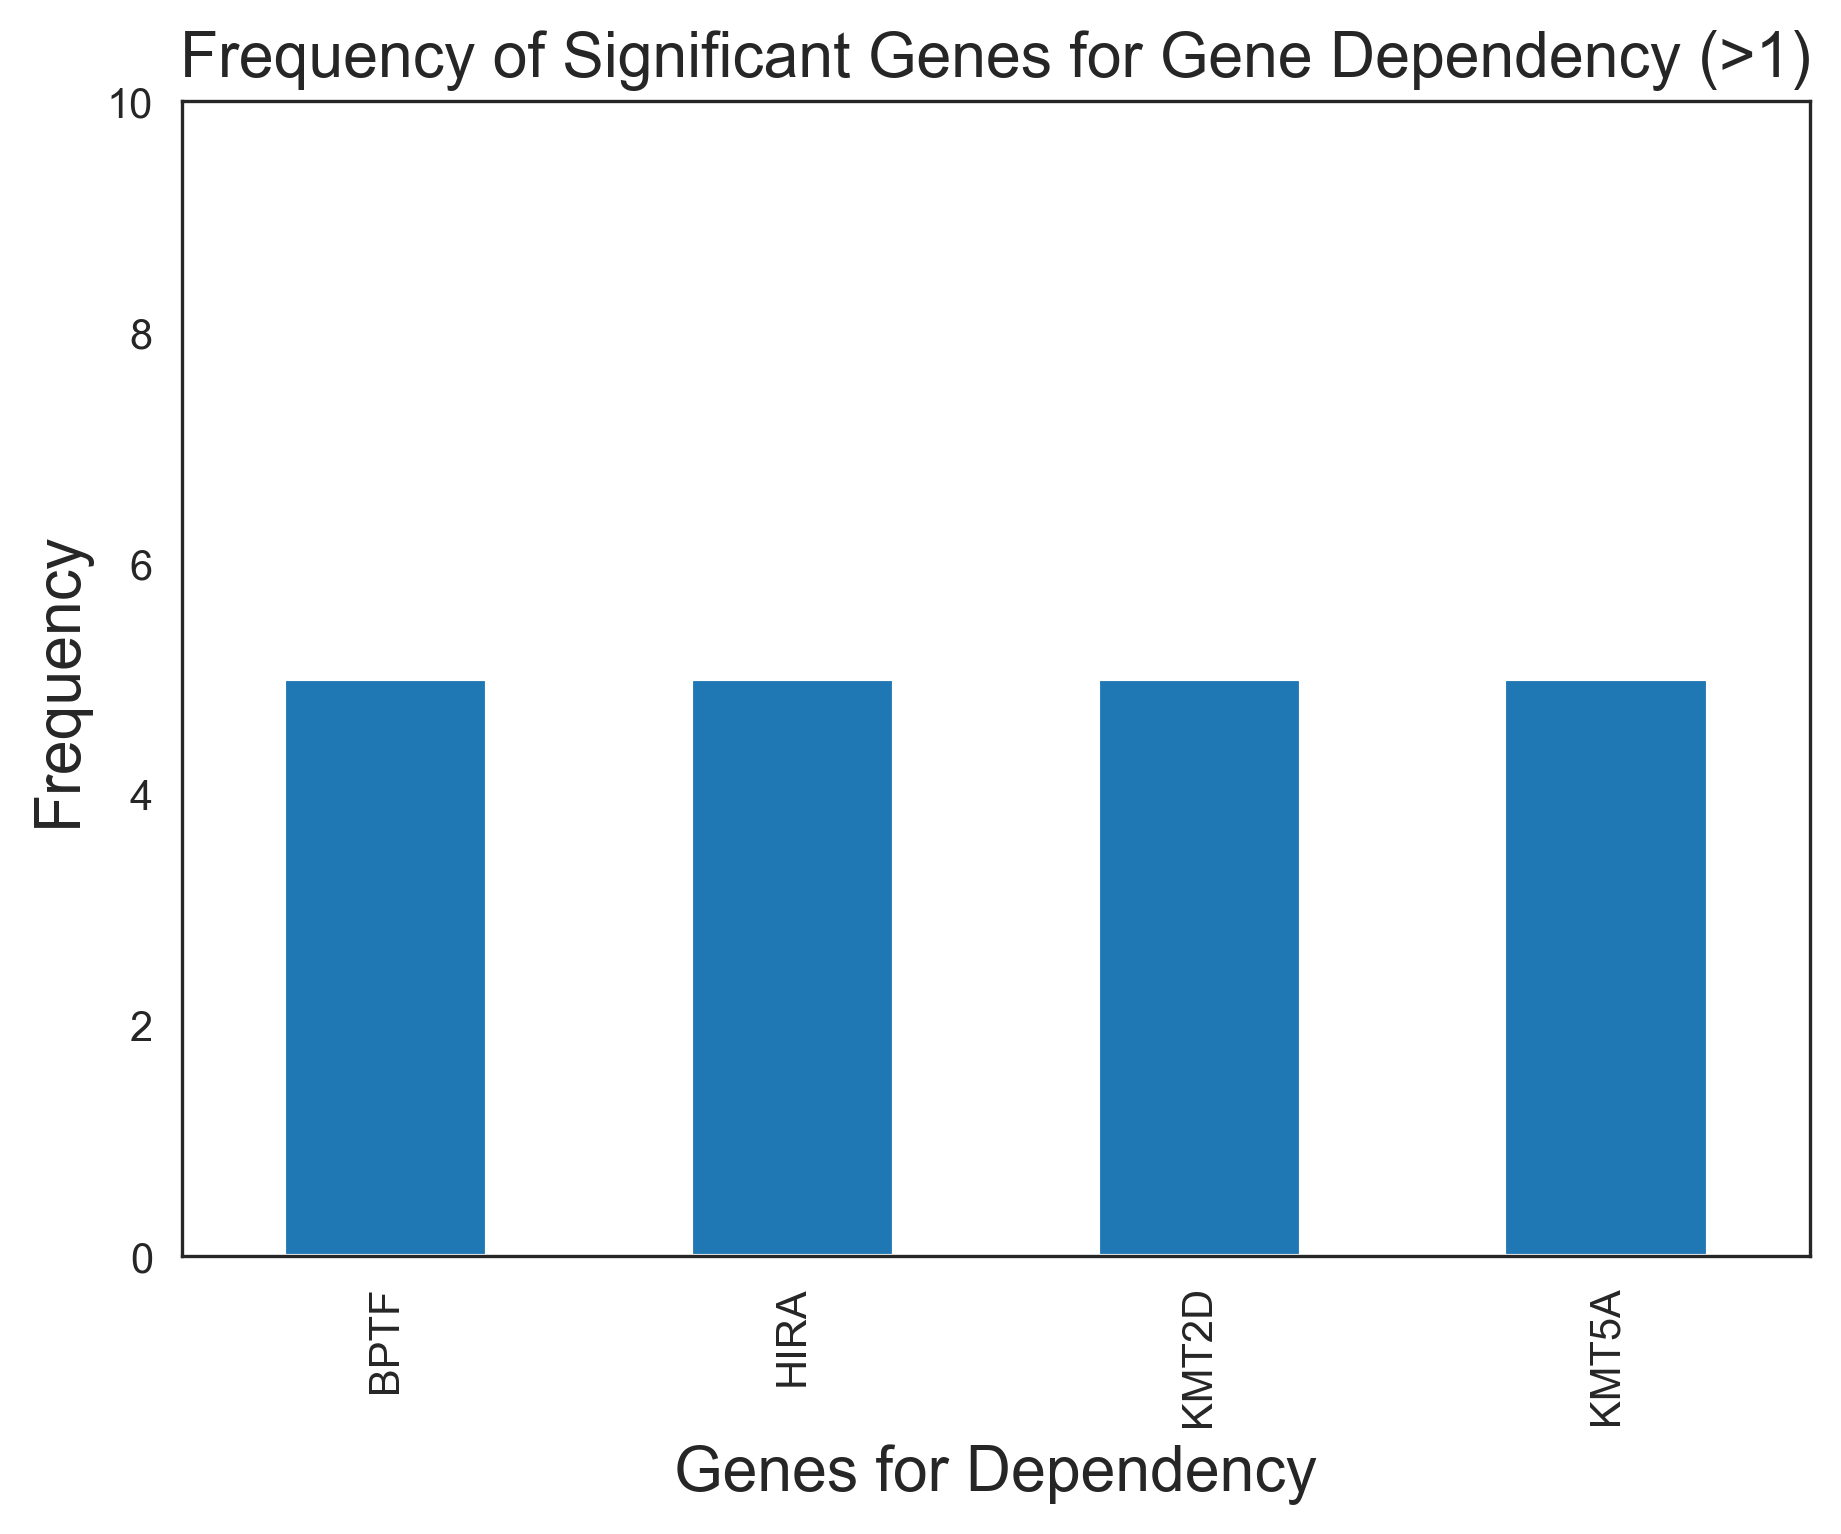 Frequency of Significant Genes for Gene Dependency (>1)
10
8
6
4
2
0
Frequency
BPTF
HIRA
KMT2D
KMT5A
Genes for Dependency